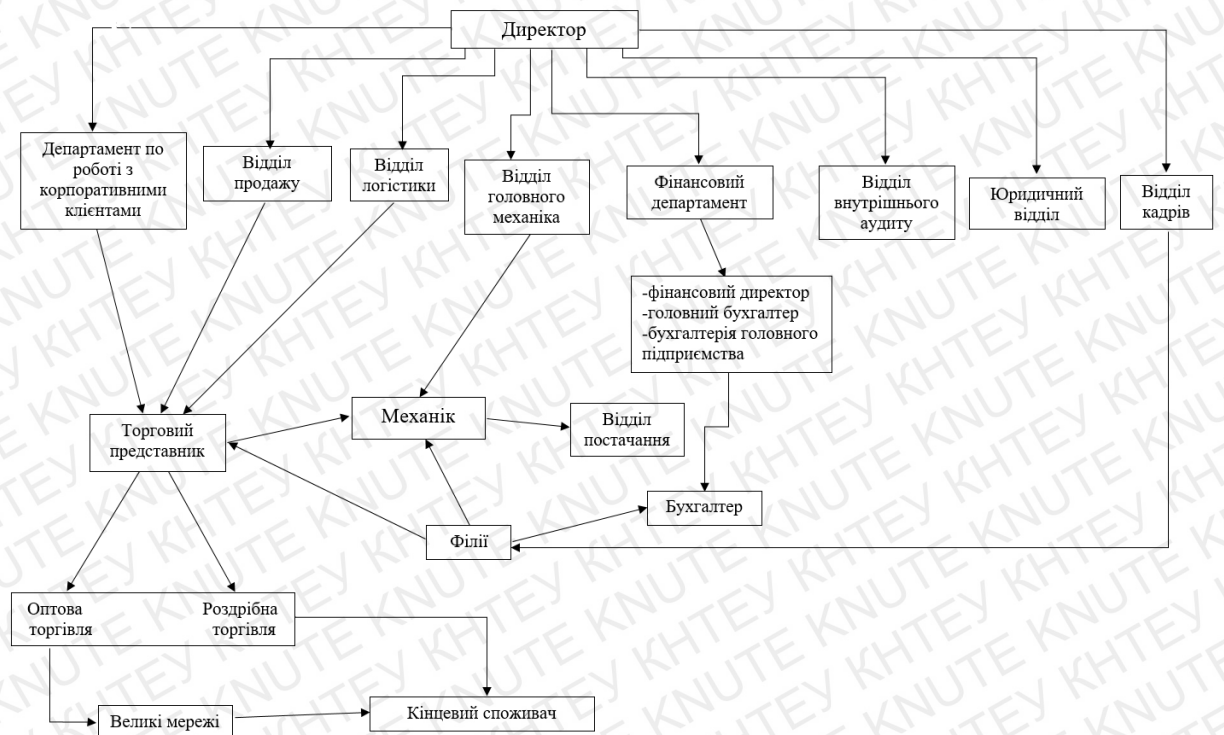 Директор
Департамент по
роботі з
корпоративними
клієнтами
Відділ
продажу
Відділ
логістики
Відділ
головного
механіка
Фінансовий
департамент
Відділ
внутрішнього
аудиту
Юридичний
відділ
Відділ
кадрів
-фінансовий директор
-головний бухгалтер
-бухгалтерія головного
підприємства
Торговий
представник
Механік
Відділ
постачання
Бухгалтер
Філії
Оптова
торгівля
Роздрібна
торгівля
Великі мережі
Кінцевий споживач
KNUTE КНТЕУ